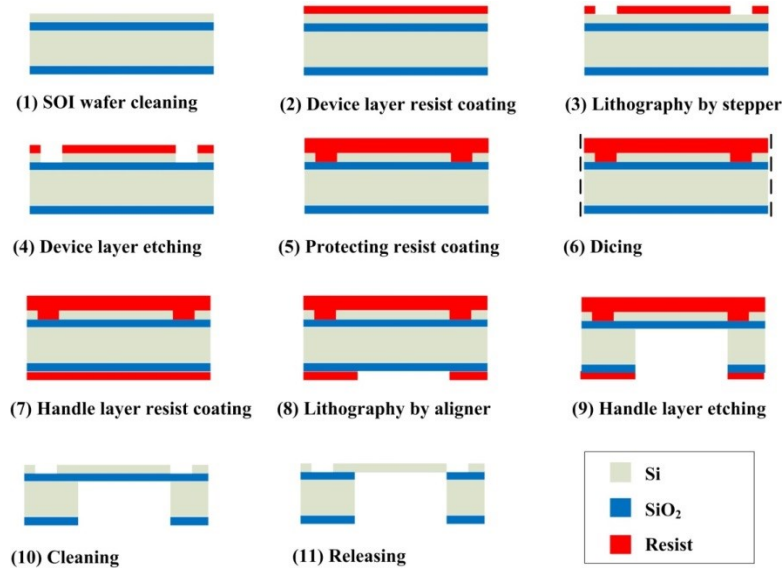 (1) SOI wafer cleaning
(2) Device layer resist coating
(3) Lithography by stepper
(4) Device layer etching
(5) Protecting resist coating
(6) Dicing
(7) Handle layer resist coating
(8) Lithography by aligner
(9) Handle layer etching
(10) Cleaning
(11) Releasing
Si
SiO₂
Resist